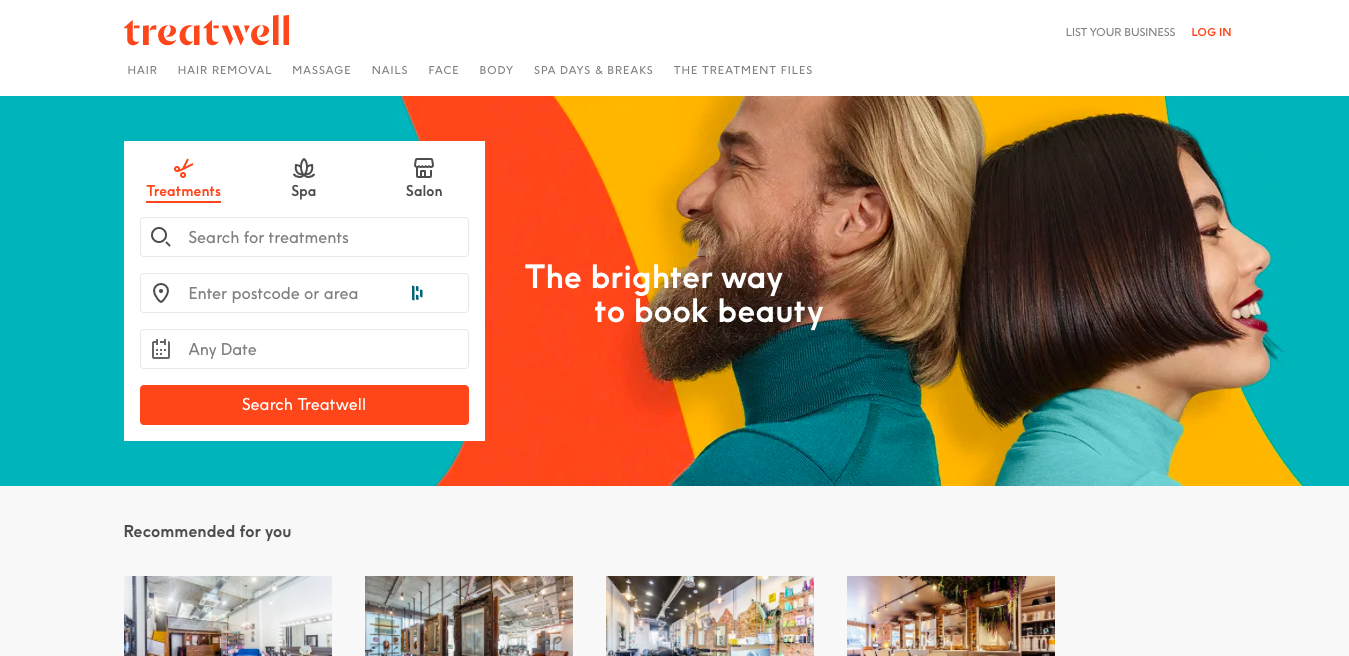 treatwell
LIST YOUR BUSINESS LOG IN
HAIR HAIR REMOVAL MASSAGE NAILS FACE BODY SPA DAYS & BREAKS THE TREATMENT FILES
Treatments Spa Salon
Search for treatments
Enter postcode or area
Any Date
Search Treatwell
The brighter way
to book beauty
Recommended for you